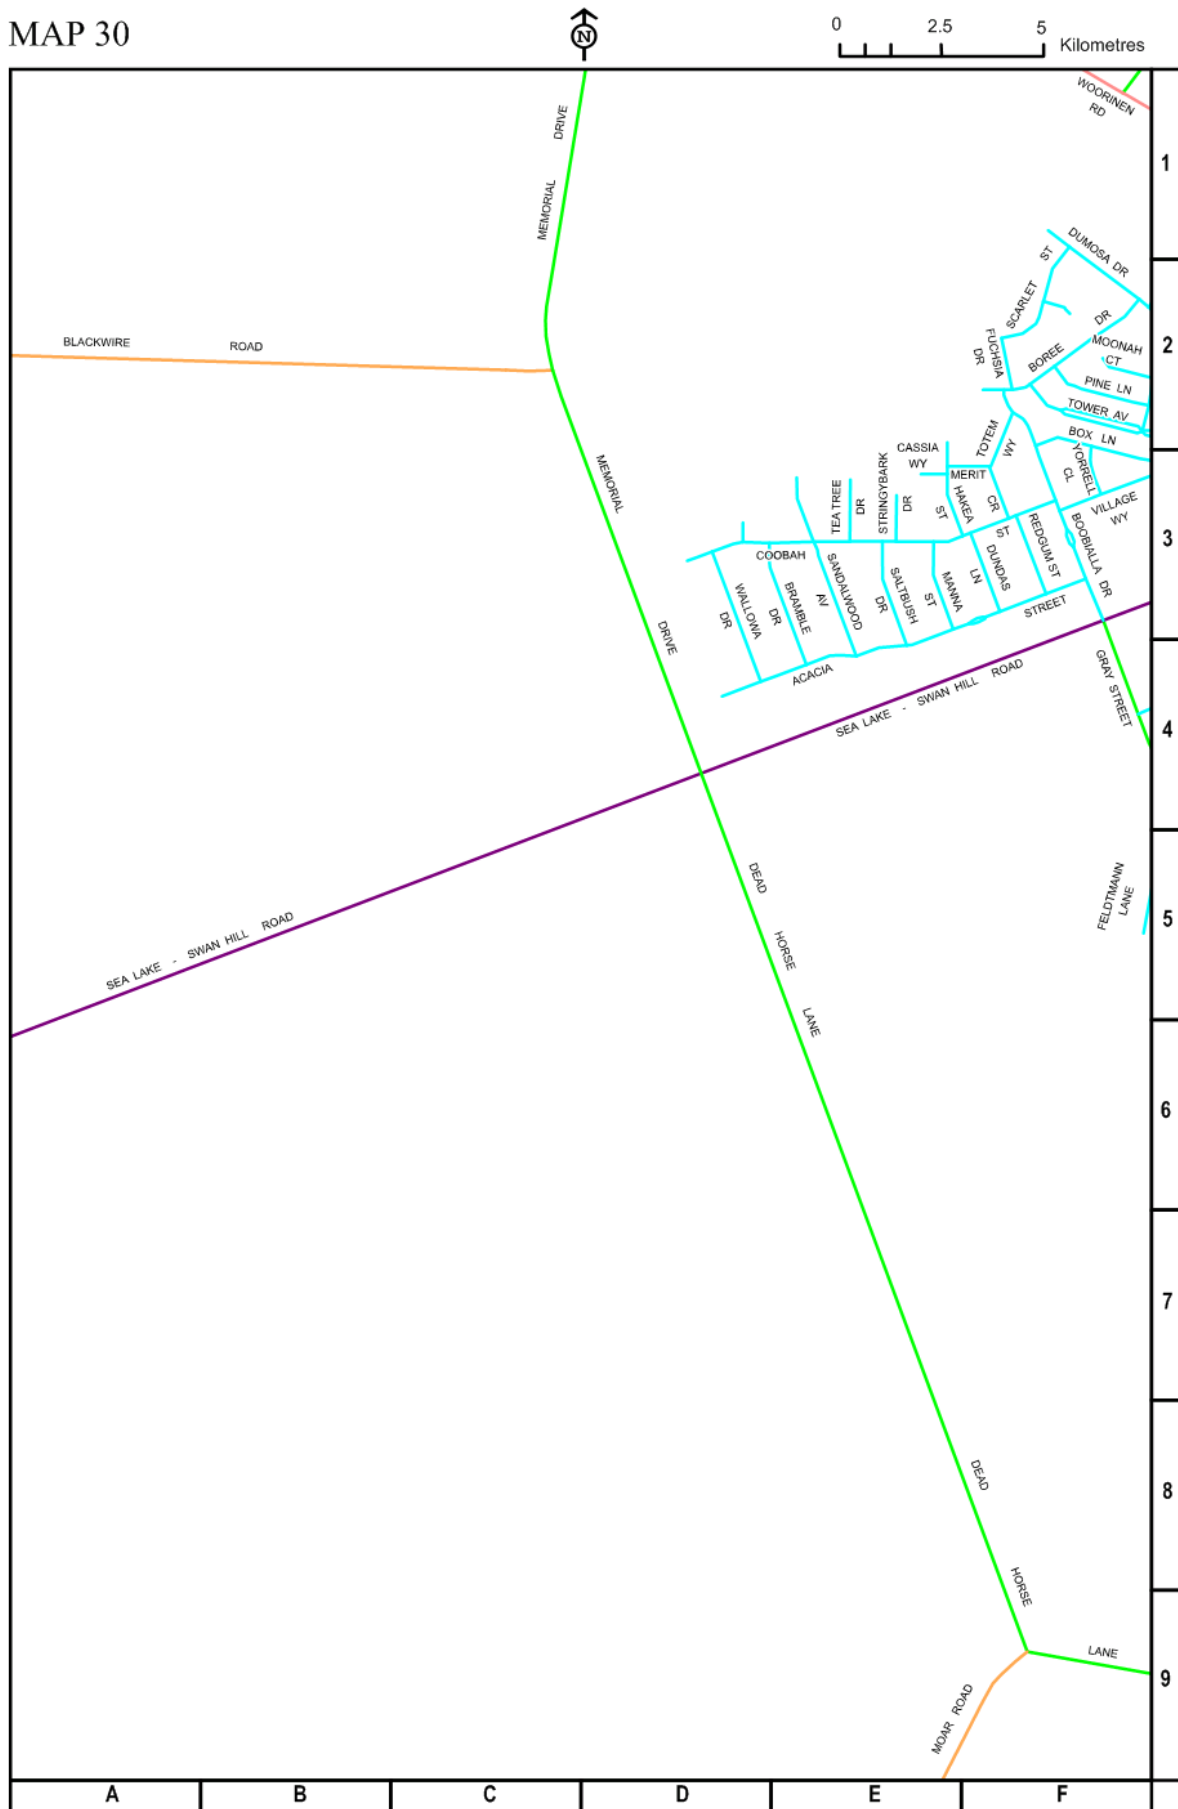 MAP 30
N
0 2.5 5
Kilometres
WOORINEN
RD
MEMORIAL DRIVE
1
DUMOSA DR
SCARLET ST
BLACKWIRE ROAD
FUCHSIA
DR
BOREE DR
MOONAH
CT
2
PINE LN
TOWER AV
BOX LN
TOTEM
WY
CASSIA
WY
MERIT
CR
YORRELL
CL
VILLAGE
WY
MEMORIAL
DRIVE
TEA TREE
DR
STRINGYBARK
DR
HAKEA
ST
COOBAH
ST
REDGUM ST
BOOBIALLA DR
3
WALLOWA
DR
BRAMBLE
DR
SANDALWOOD
AV
SALTBUSH
DR
MANNA
ST
DUNDAS
LN
ACACIA STREET
SEA LAKE - SWAN HILL ROAD
GRAY STREET
4
DEAD
HORSE
LANE
FELDTMANN
LANE
5
SEA LAKE - SWAN HILL ROAD
6
7
DEAD
HORSE
LANE
8
MOAR ROAD
9
A B C D E F